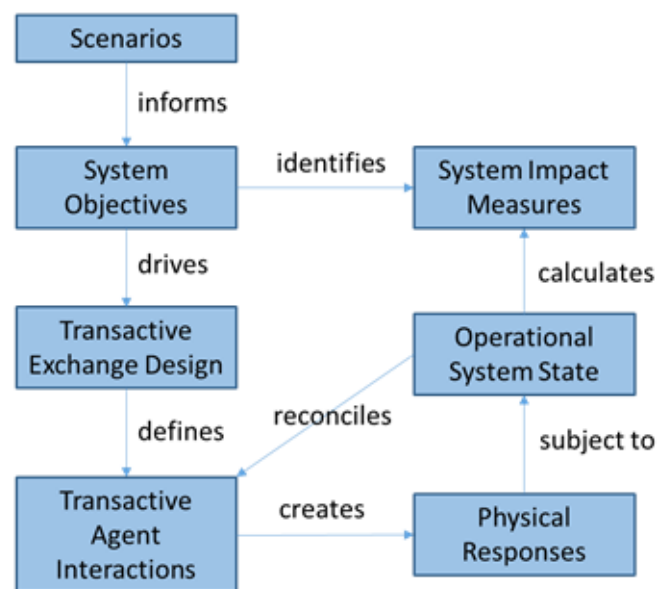 Scenarios
informs
System
Objectives
identifies
System Impact
Measures
drives
calculates
Transactive
Exchange Design
Operational
System State
defines
reconciles
subject to
Transactive
Agent
Interactions
creates
Physical
Responses